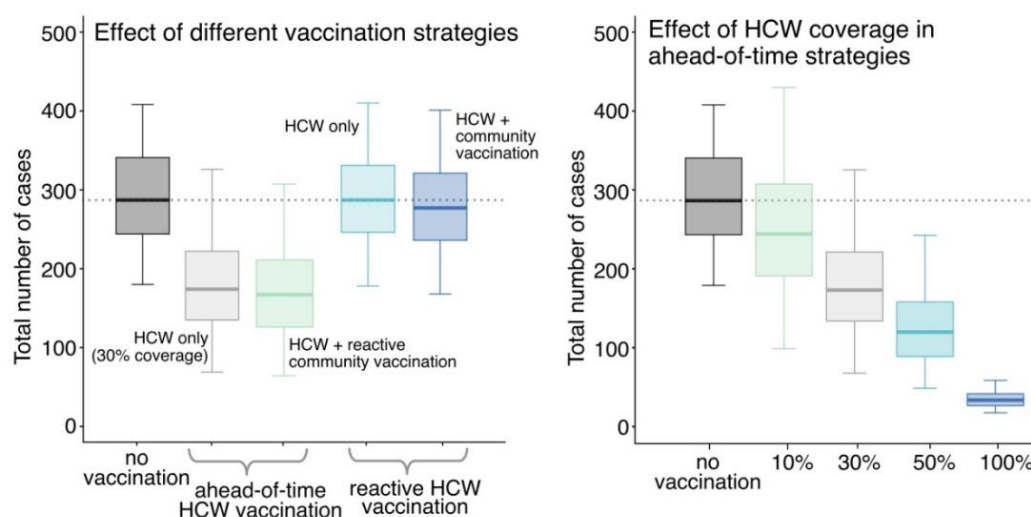 Effect of different vaccination strategies
500
400
300
200
100
0
Total number of cases
HCW only
HCW +
community
vaccination
HCW only
(30% coverage)
HCW + reactive
community vaccination
no
vaccination
ahead-of-time
HCW vaccination
reactive HCW
vaccination
Effect of HCW coverage in
ahead-of-time strategies
500
400
300
200
100
0
Total number of cases
no
vaccination
10%
30%
50%
100%